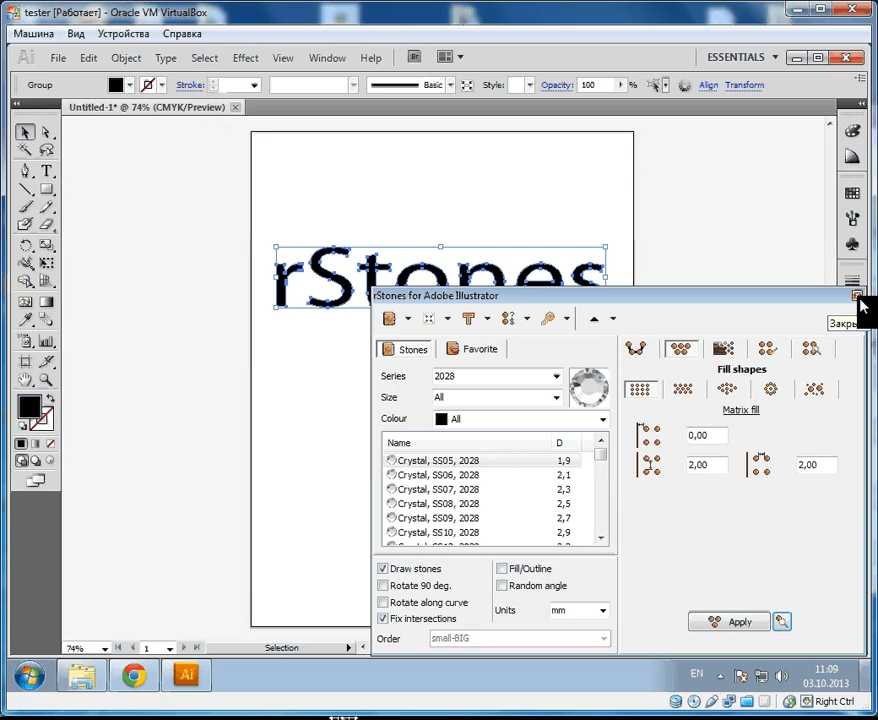 tester [Работает] - Oracle VM VirtualBox
Машина Вид Устройства Справка
Ai File Edit Object Type Select Effect View Window Help Br ESSENTIALS
Group Stroke: Basic Style: Opacity: 100 % Align Transform
Untitled-1* @ 74% (CMYK/Preview)
rStones
rStones for Adobe Illustrator
Закры
Stones Favorite
Series 2028
Size All
Colour All
Name D
Crystal, SS05, 2028 1,9
Crystal, SS06, 2028 2,1
Crystal, SS07, 2028 2,3
Crystal, SS08, 2028 2,5
Crystal, SS09, 2028 2,7
Crystal, SS10, 2028 2,9
Fill shapes
Matrix fill
0,00
2,00 2,00
Draw stones Fill/Outline
Rotate 90 deg. Random angle
Rotate along curve
Units mm
Fix intersections
Order small-BIG
Apply
74% 1 Selection
Ai EN 11:09
03.10.2013
Right Ctrl